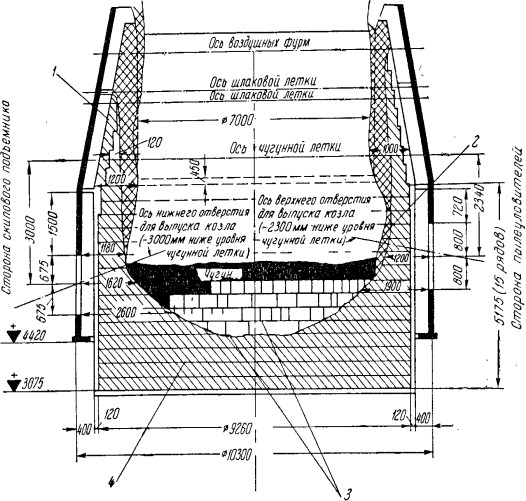 Ось воздушных фурм
1
Ось шлаковой летки
Ось шлаковой летки
ø7000
2
120
Ось чугунной летки
1000
450
1200
Сторона скипового подъемника
3000
1500
675
675
2340
720
600
800
5175 (15 рядов)
Сторона пылеуловителей
Ось нижнего отверстия
для выпуска козла
(~3000мм ниже уровня
чугунной летки)
Ось верхнего отверстия
для выпуска козла
(~2300мм ниже уровня
чугунной летки)
1180
1200
Чугун
1620
1900
2600
+
4420
+
3075
120
120
400
ø9260
400
ø10300
4
3